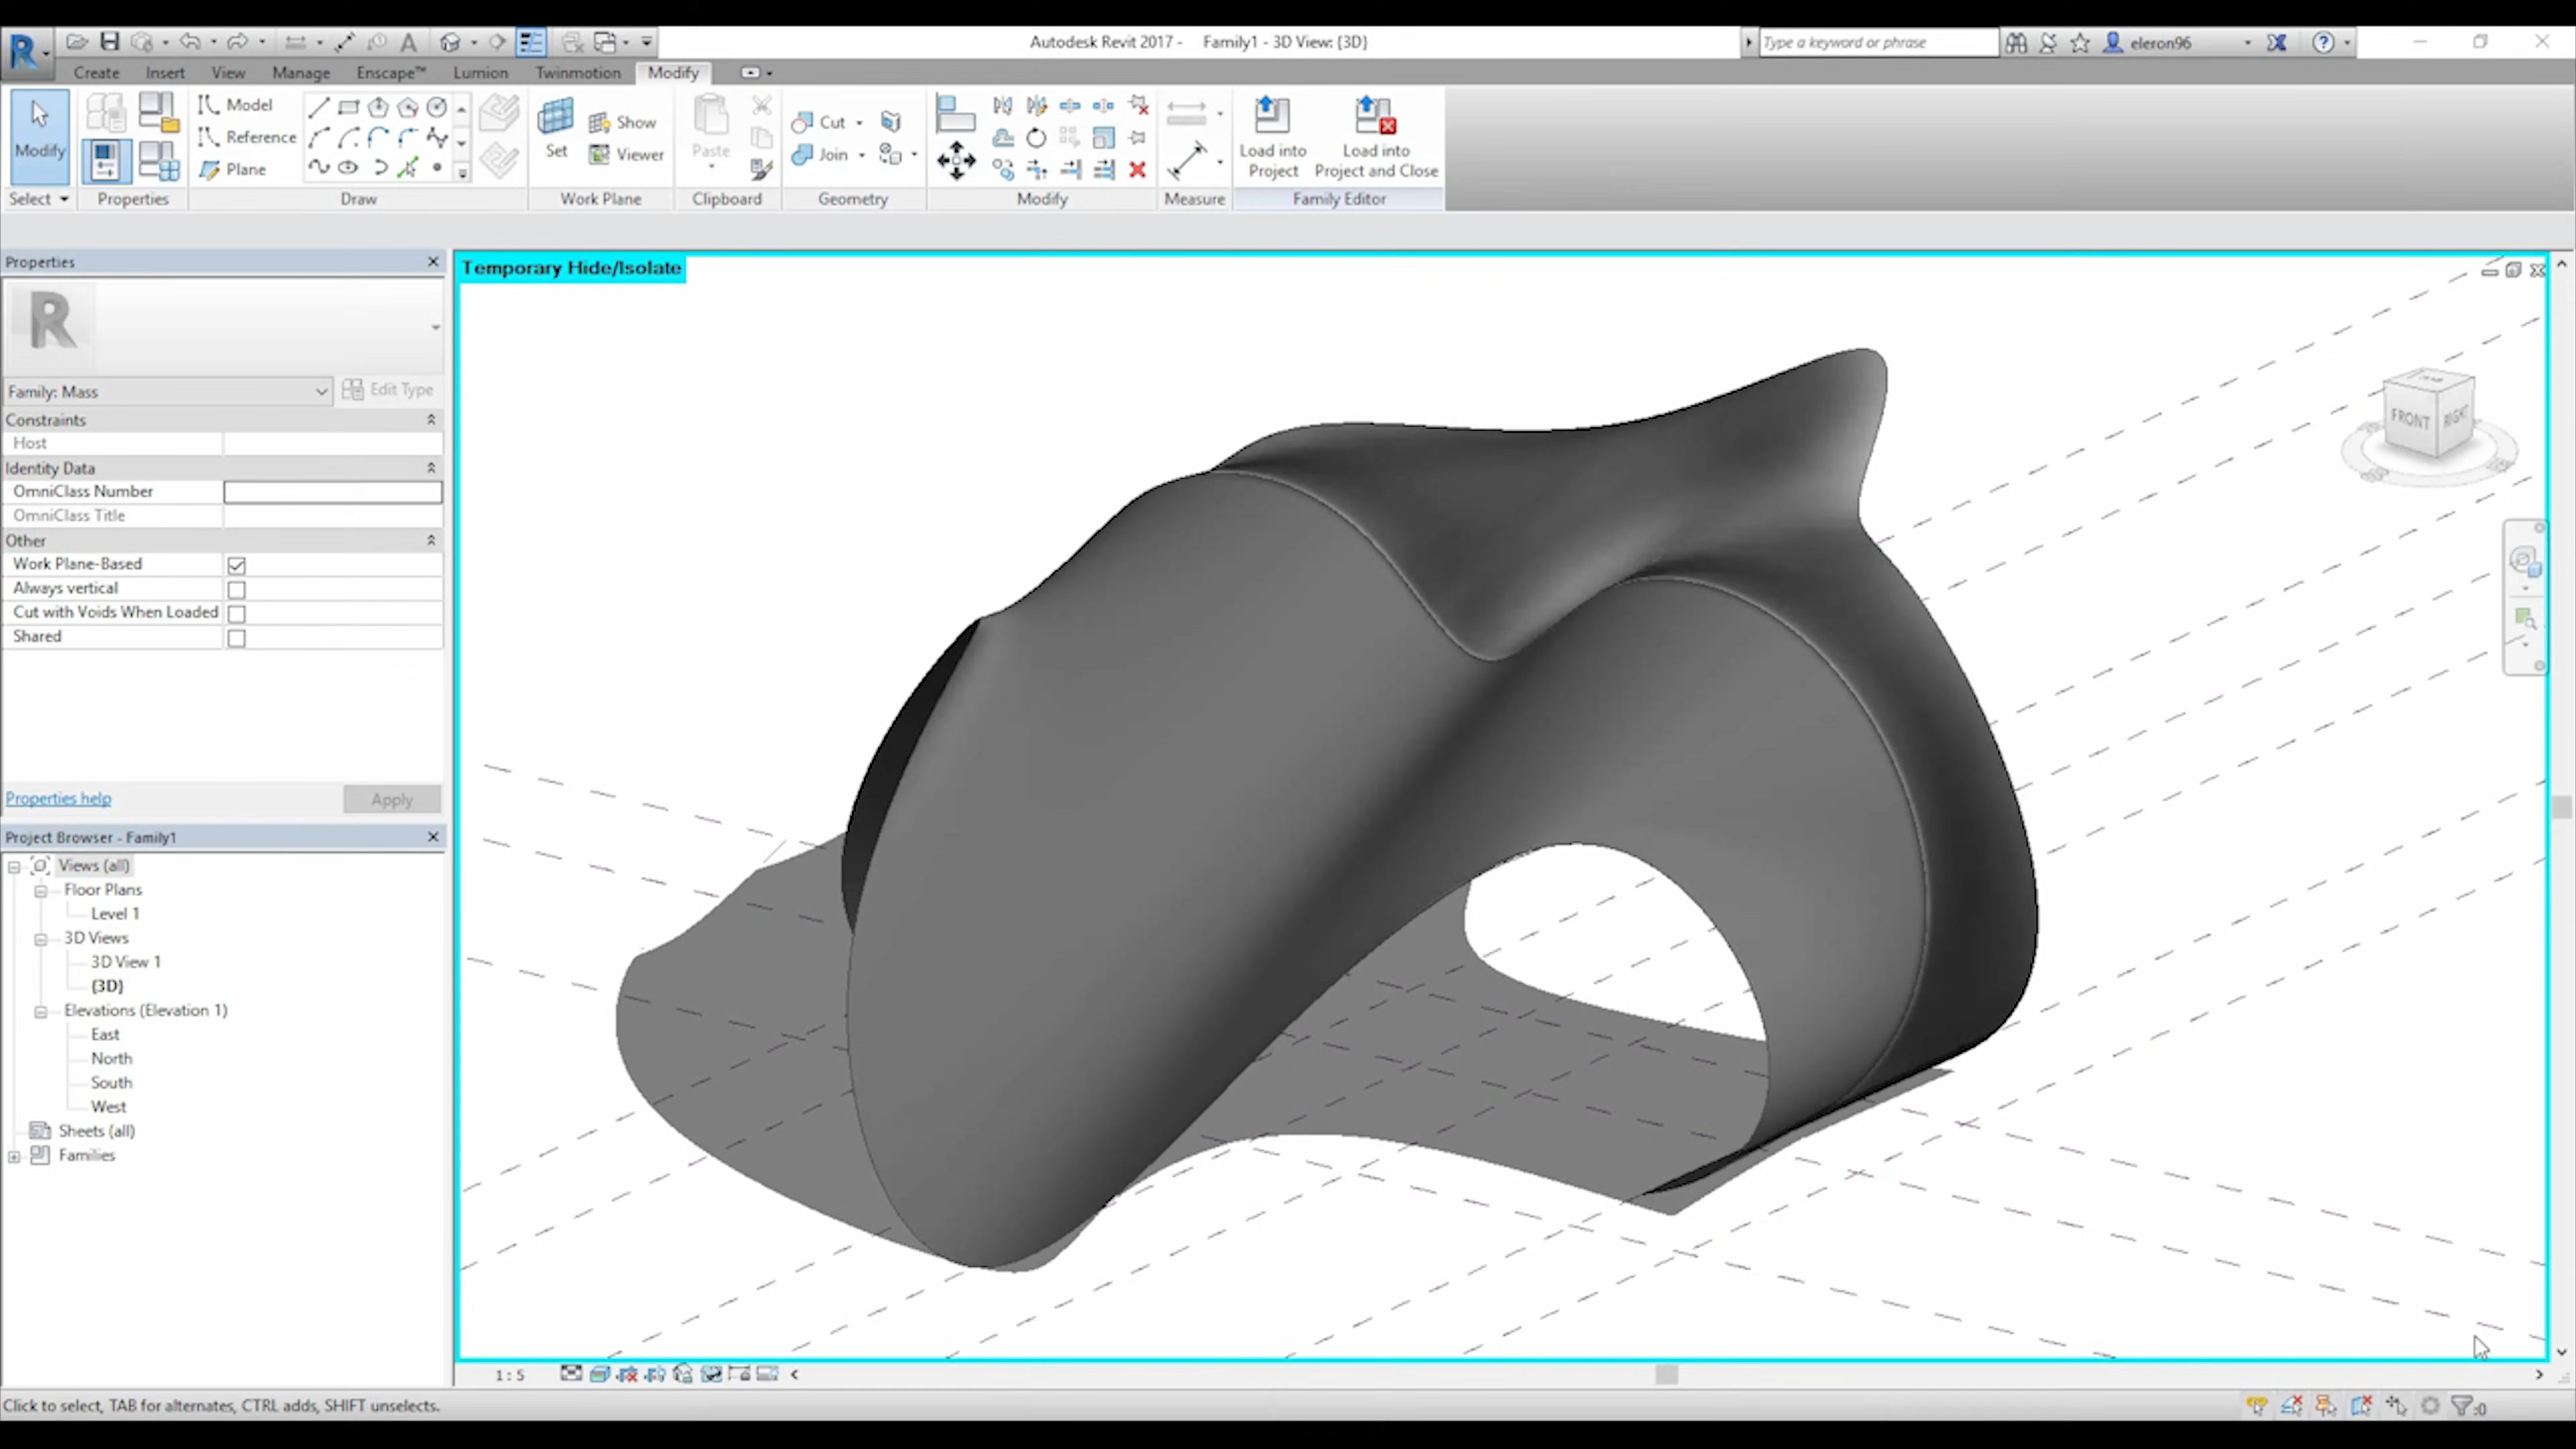 Autodesk Revit 2017 - Family1 - 3D View: {3D}
Type a keyword or phrase
eleron96
Create Insert View Manage Enscape™ Lumion Twinmotion Modify
Modify
Model
Reference
Plane
Set
Show
Viewer
Paste
Cut
Join
Load into Project
Load into Project and Close
Select Properties Draw Work Plane Clipboard Geometry Modify Measure Family Editor
Properties
R
Family: Mass
Edit Type
Constraints
Host
Identity Data
OmniClass Number
OmniClass Title
Other
Work Plane-Based
Always vertical
Cut with Voids When Loaded
Shared
Properties help
Apply
Project Browser - Family1
Views (all)
Floor Plans
Level 1
3D Views
3D View 1
{3D}
Elevations (Elevation 1)
East
North
South
West
Sheets (all)
Families
Temporary Hide/Isolate
FRONT
RIGHT
1 : 5
Click to select, TAB for alternates, CTRL adds, SHIFT unselects.
:0